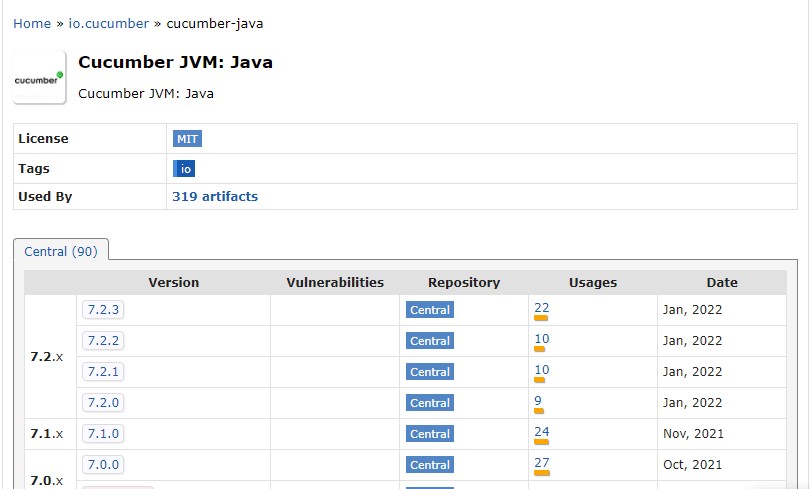 Home » io.cucumber » cucumber-java
cucumber
Cucumber JVM: Java
Cucumber JVM: Java
License MIT
Tags io
Used By 319 artifacts
Central (90)
Version Vulnerabilities Repository Usages Date
7.2.x
7.2.3 Central 22 Jan, 2022
7.2.2 Central 10 Jan, 2022
7.2.1 Central 10 Jan, 2022
7.2.0 Central 9 Jan, 2022
7.1.x 7.1.0 Central 24 Nov, 2021
7.0.x 7.0.0 Central 27 Oct, 2021